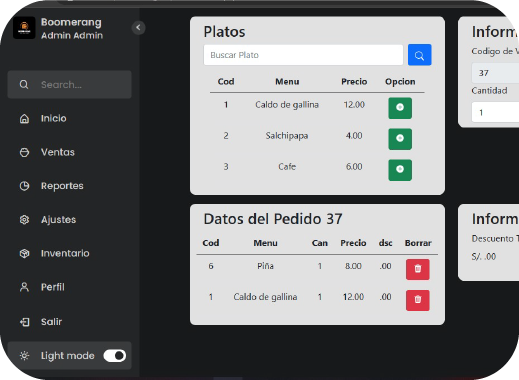 Boomerang
Admin Admin
Search...
Inicio
Ventas
Reportes
Ajustes
Inventario
Perfil
Salir
Light mode
Platos
Buscar Plato
Cod Menu Precio Opcion
1 Caldo de gallina 12.00
2 Salchipapa 4.00
3 Cafe 6.00
Datos del Pedido 37
Cod Menu Can Precio dsc Borrar
6 Piña 1 8.00 .00
1 Caldo de gallina 1 12.00 .00
Inform
Codigo de V
37
Cantidad
1
Inform
Descuento T
S/. .00